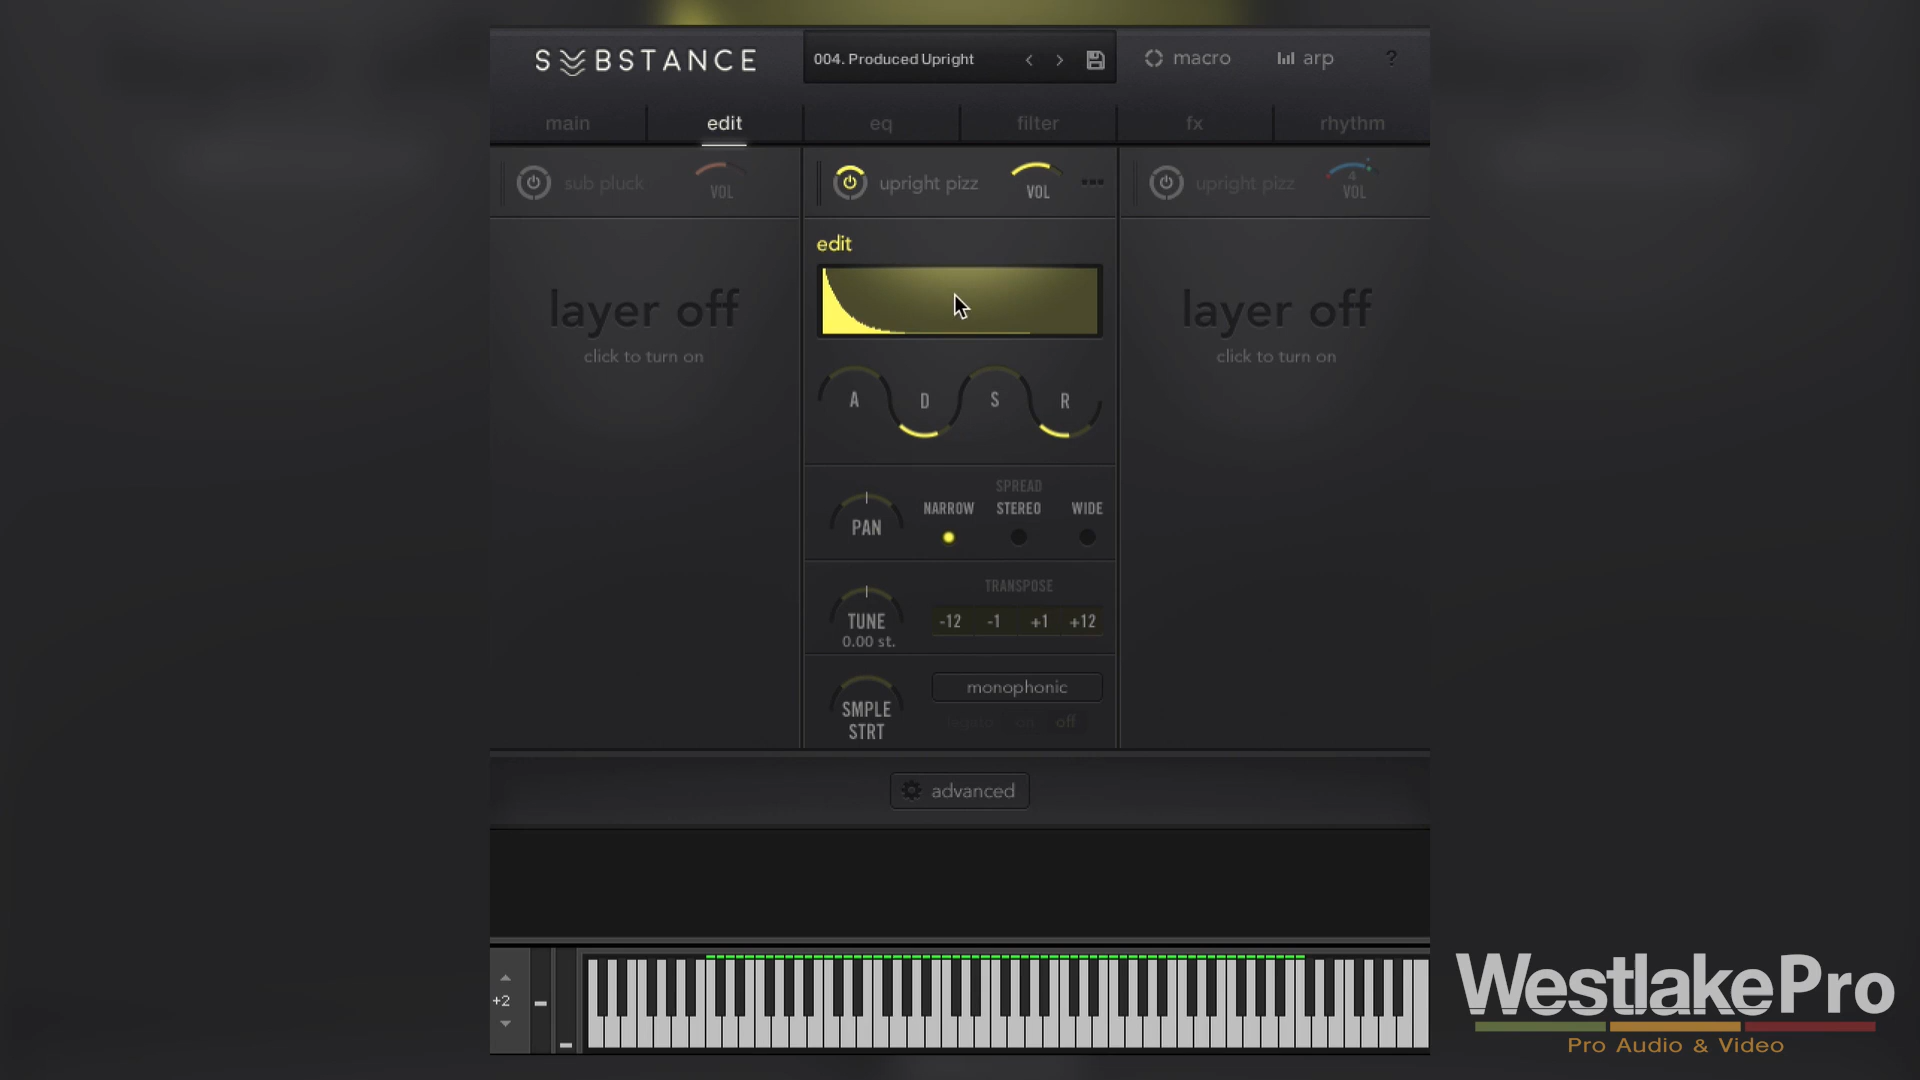 SUBSTANCE
004. Produced Upright
macro
arp
?
main
edit
eq
filter
fx
rhythm
sub pluck
VOL
upright pizz
VOL
upright pizz
4
VOL
edit
layer off
click to turn on
layer off
click to turn on
A
D
S
R
PAN
SPREAD
NARROW
STEREO
WIDE
TUNE
0.00 st.
TRANSPOSE
-12
-1
+1
+12
SMPLE
STRT
monophonic
legato
on
off
advanced
+2
WestlakePro
Pro Audio & Video